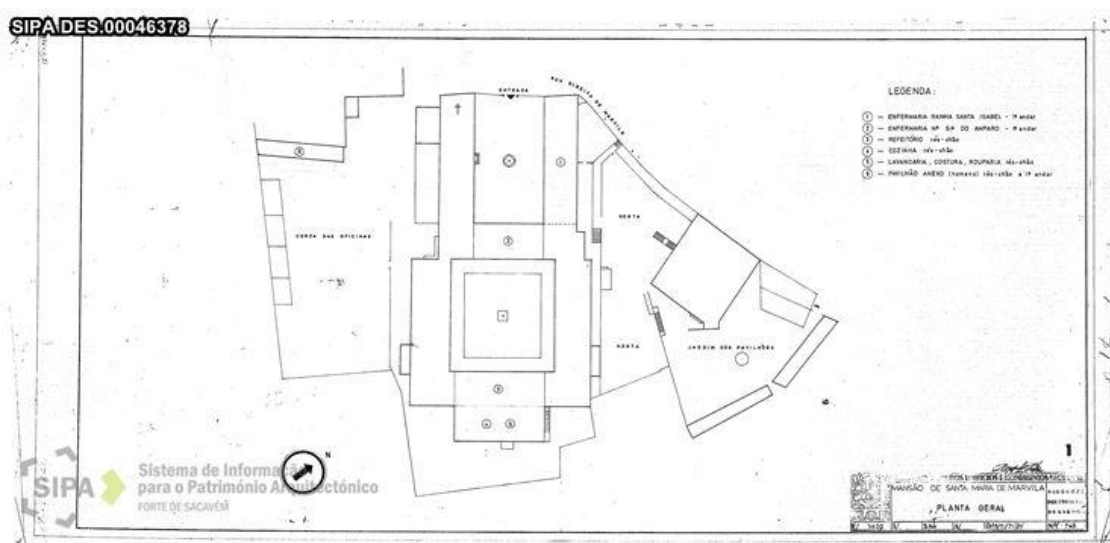 SIPA DES.00046378
ENTRADA
RUA DIREITA DE MARVILA
LEGENDA:
1 - ENFERMARIA RAINHA SANTA ISABEL - 1º andar
2 - ENFERMARIA Nª Sª DO AMPARO - 1º andar
3 - REFEITÓRIO rés-chão
4 - COZINHA rés-chão
5 - LAVANDARIA, COSTURA, ROUPARIA rés-chão
6 - PAVILHÃO ANEXO (homens) rés-chão e 1º andar
HORTA
CERCA DAS OFICINAS
HORTA
JARDIM DOS PAVILHÕES
N
1
SIPA
Sistema de Informação
para o Património Arquitectónico
FORTE DE SACAVÉM
MANSÃO DE SANTA MARIA DE MARVILA
PLANTA GERAL